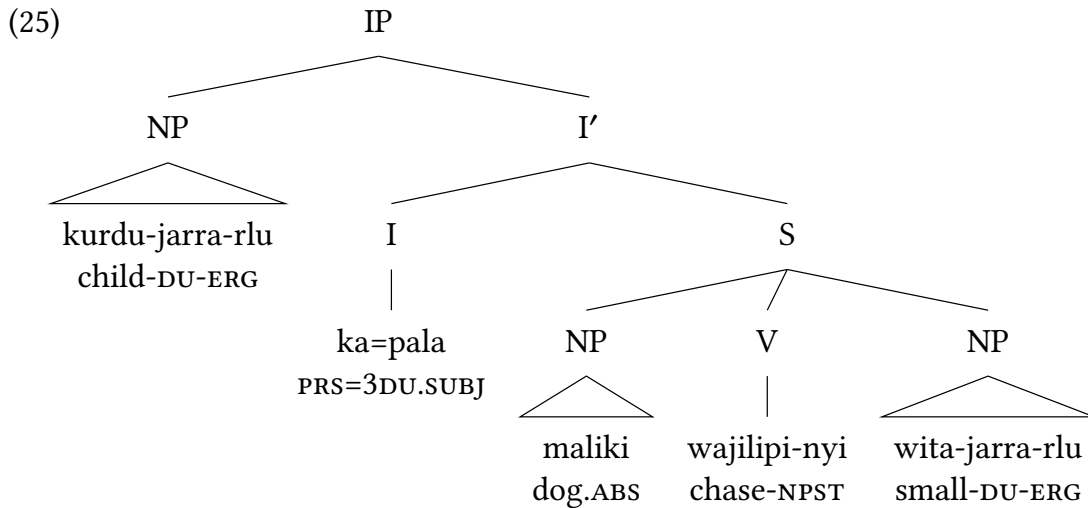 (25) IP
NP I′
kurdu-jarra-rlu I S
child-DU-ERG
ka=pala NP V NP
PRS=3DU.SUBJ
maliki wajilipi-nyi wita-jarra-rlu
dog.ABS chase-NPST small-DU-ERG